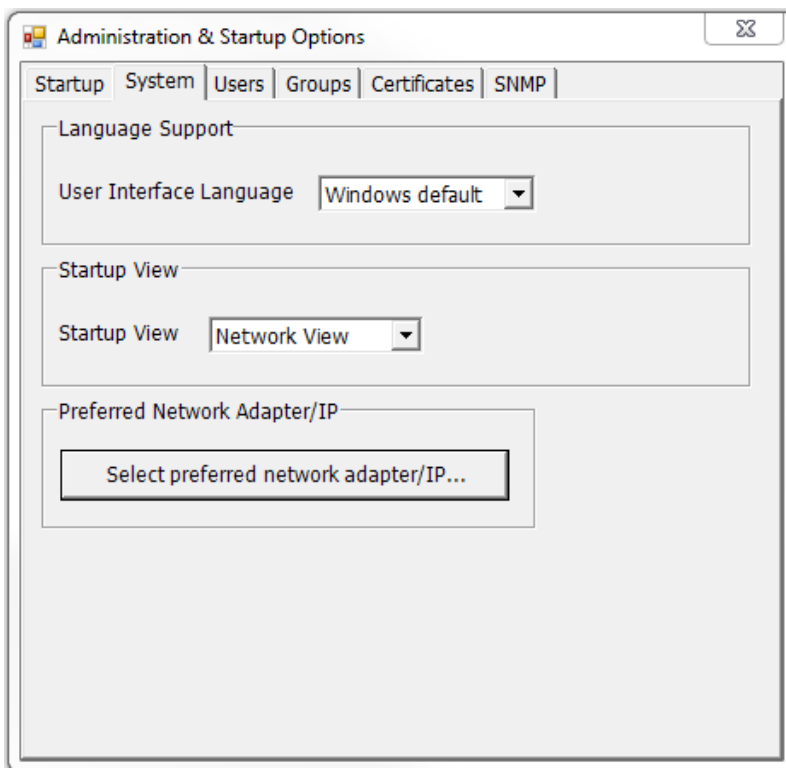 Administration & Startup Options
Startup System Users Groups Certificates SNMP
Language Support
User Interface Language Windows default
Startup View
Startup View Network View
Preferred Network Adapter/IP
Select preferred network adapter/IP...